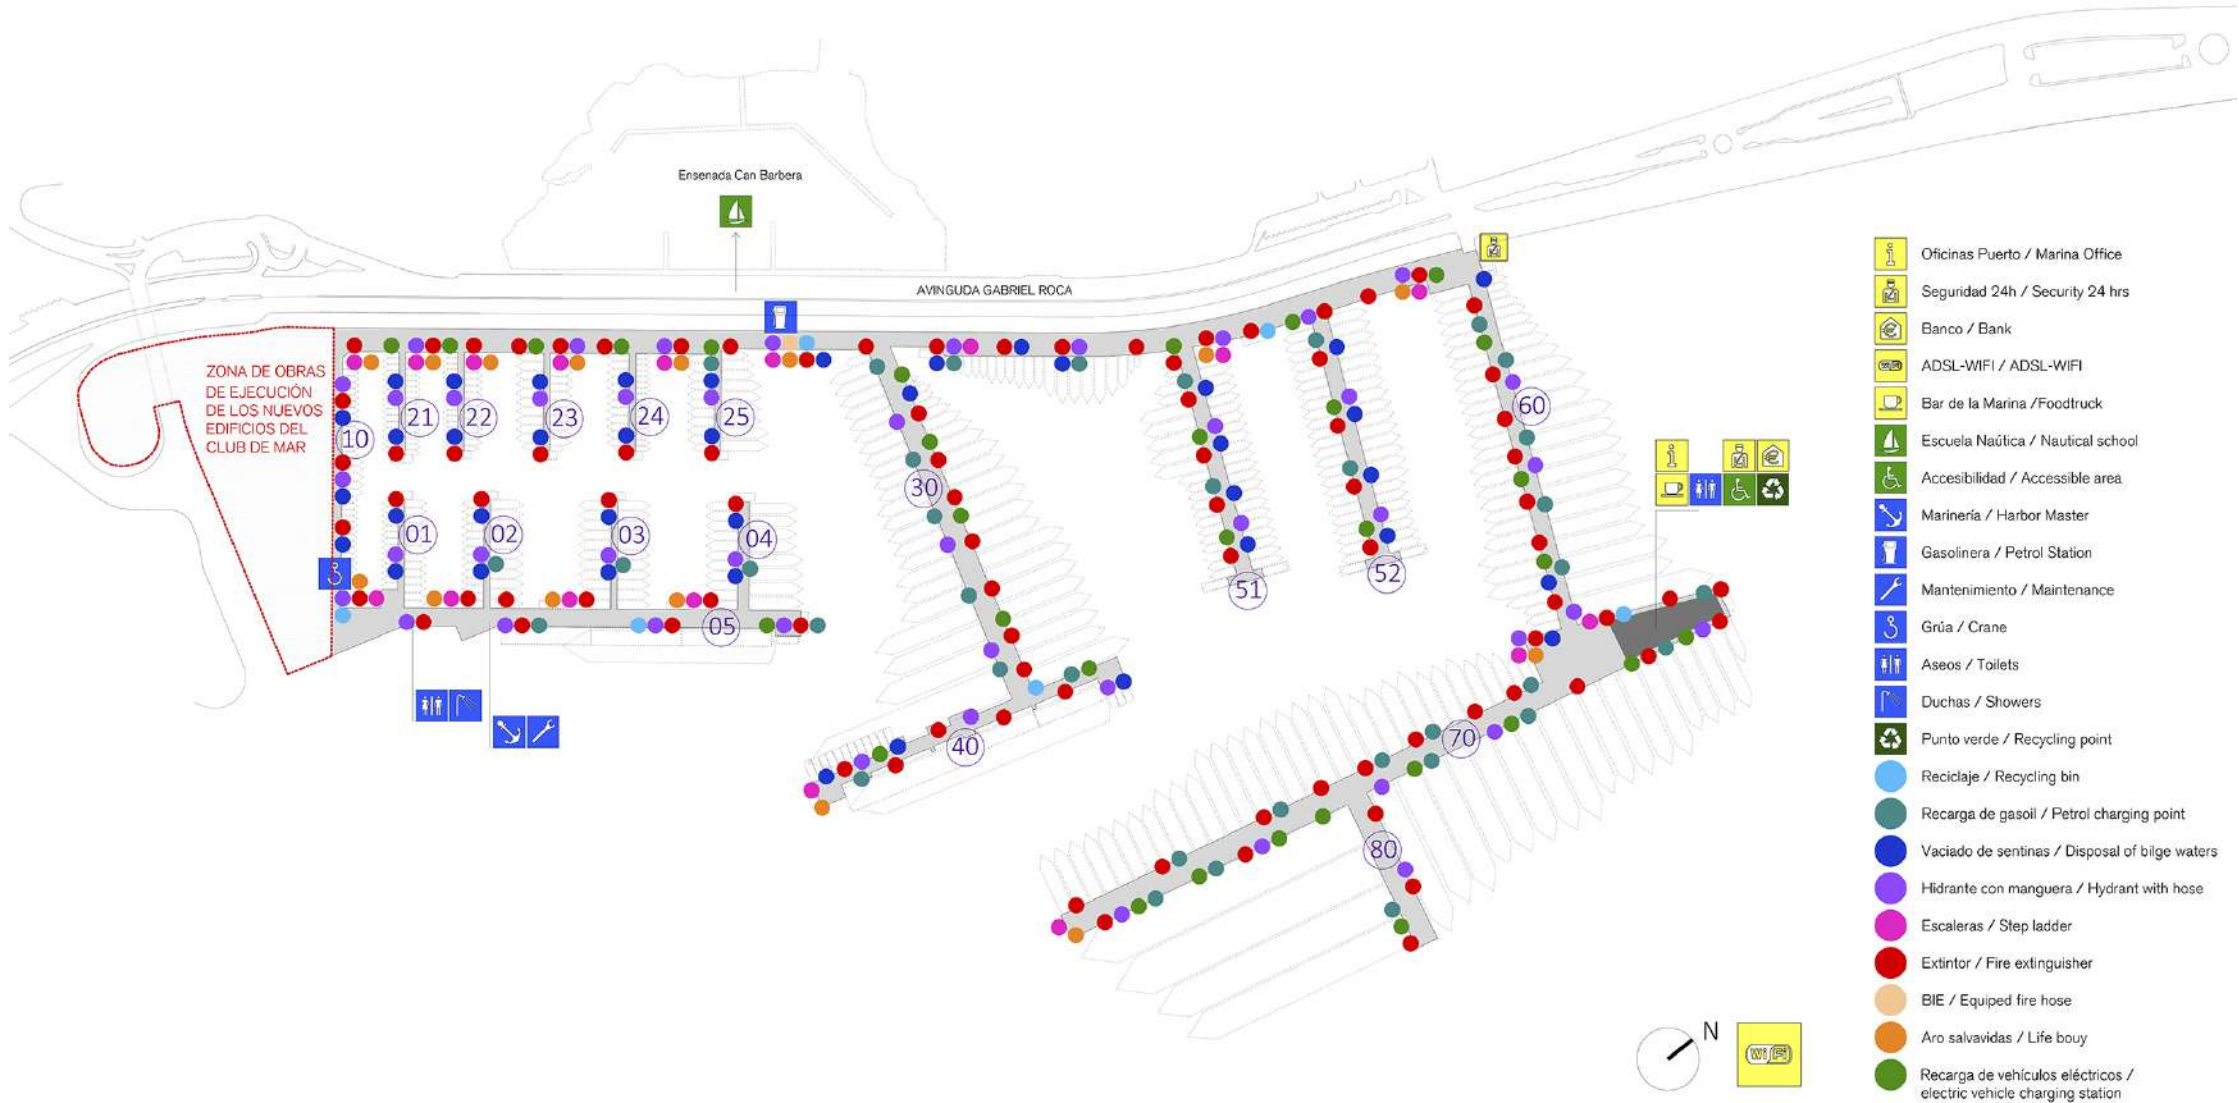 Ensenada Can Barbera
AVINGUDA GABRIEL ROCA
ZONA DE OBRAS
DE EJECUCIÓN
DE LOS NUEVOS
EDIFICIOS DEL
CLUB DE MAR
10
21
22
23
24
25
01
02
03
04
05
30
40
51
52
60
70
80
Oficinas Puerto / Marina Office
Seguridad 24h / Security 24 hrs
Banco / Bank
ADSL-WIFI / ADSL-WIFI
Bar de la Marina /Foodtruck
Escuela Naútica / Nautical school
Accesibilidad / Accessible area
Marinería / Harbor Master
Gasolinera / Petrol Station
Mantenimiento / Maintenance
Grúa / Crane
Aseos / Toilets
Duchas / Showers
Punto verde / Recycling point
Reciclaje / Recycling bin
Recarga de gasoil / Petrol charging point
Vaciado de sentinas / Disposal of bilge waters
Hidrante con manguera / Hydrant with hose
Escaleras / Step ladder
Extintor / Fire extinguisher
BIE / Equiped fire hose
Aro salvavidas / Life bouy
Recarga de vehículos eléctricos /
electric vehicle charging station
N
Wi Fi